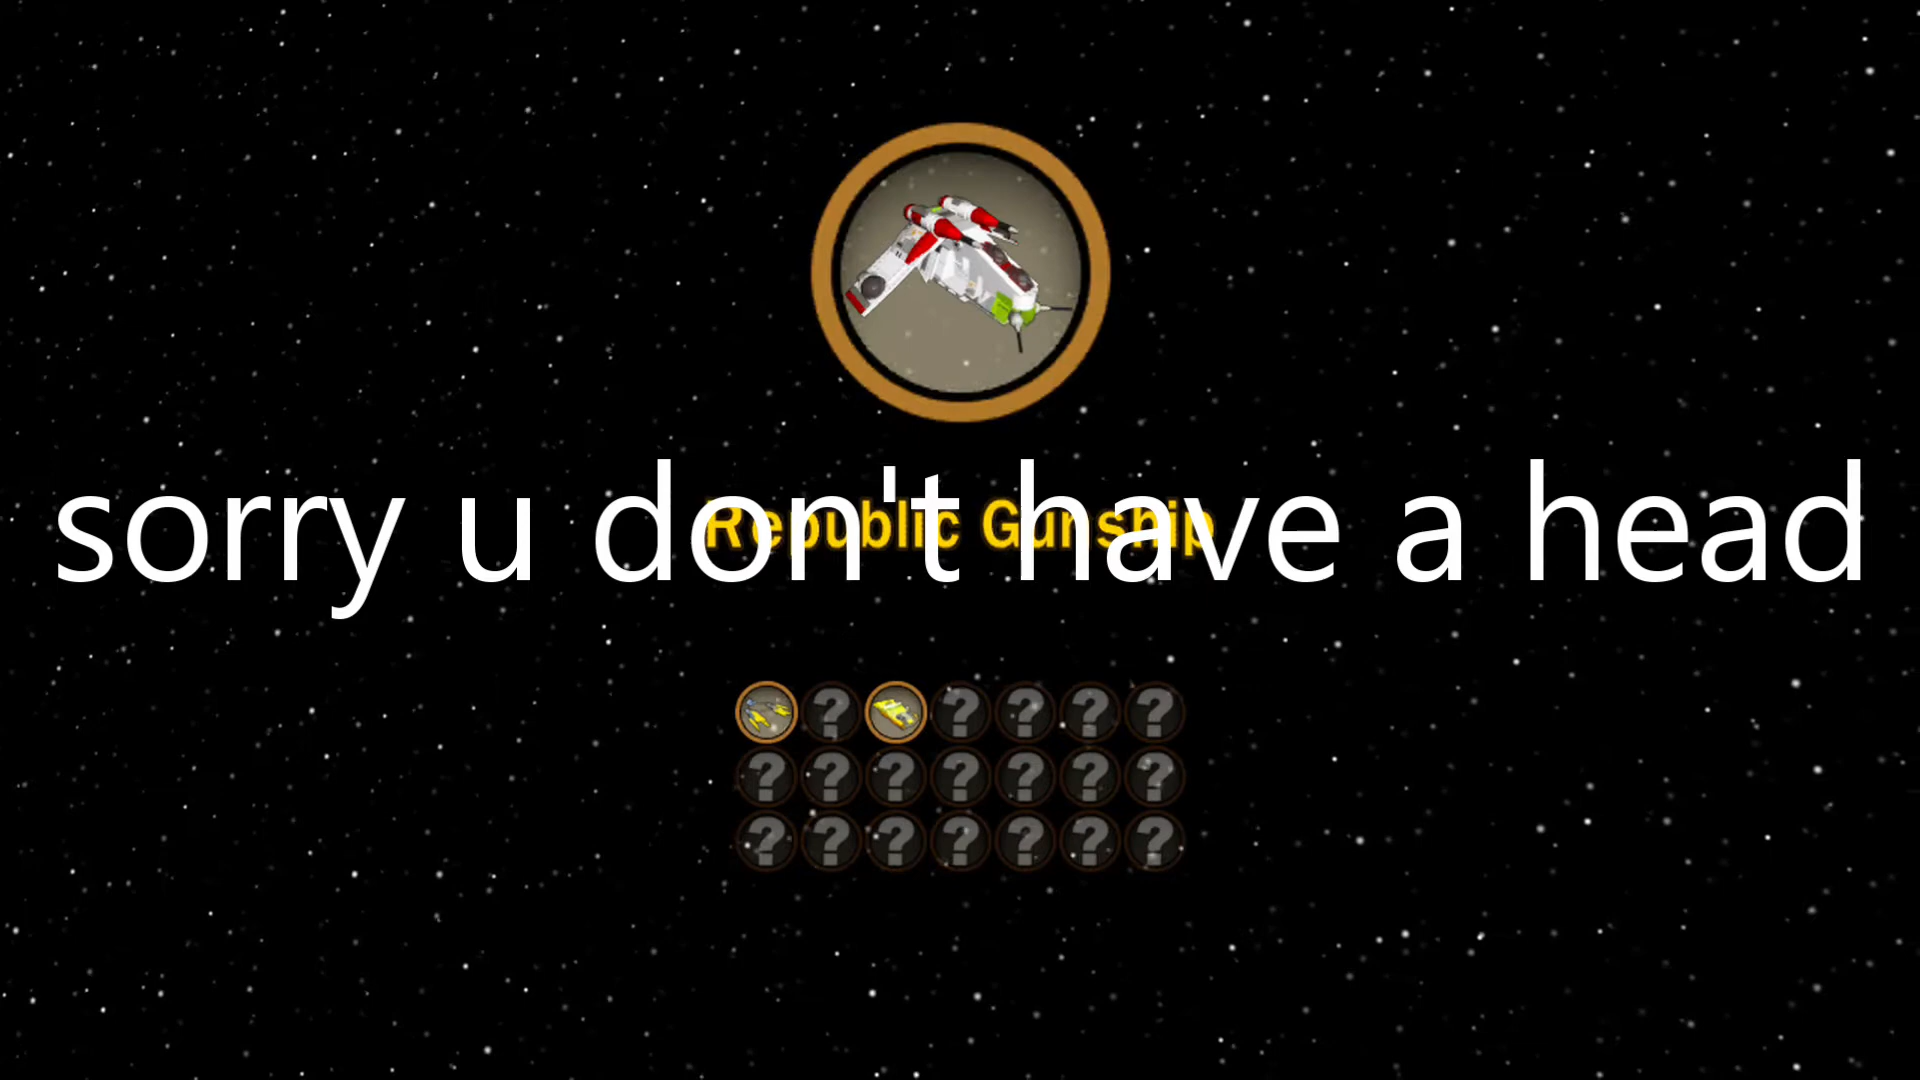 sorry u don't have a head
Republic Gunship
? ? ? ? ?
? ? ? ? ? ? ?
? ? ? ? ? ? ?